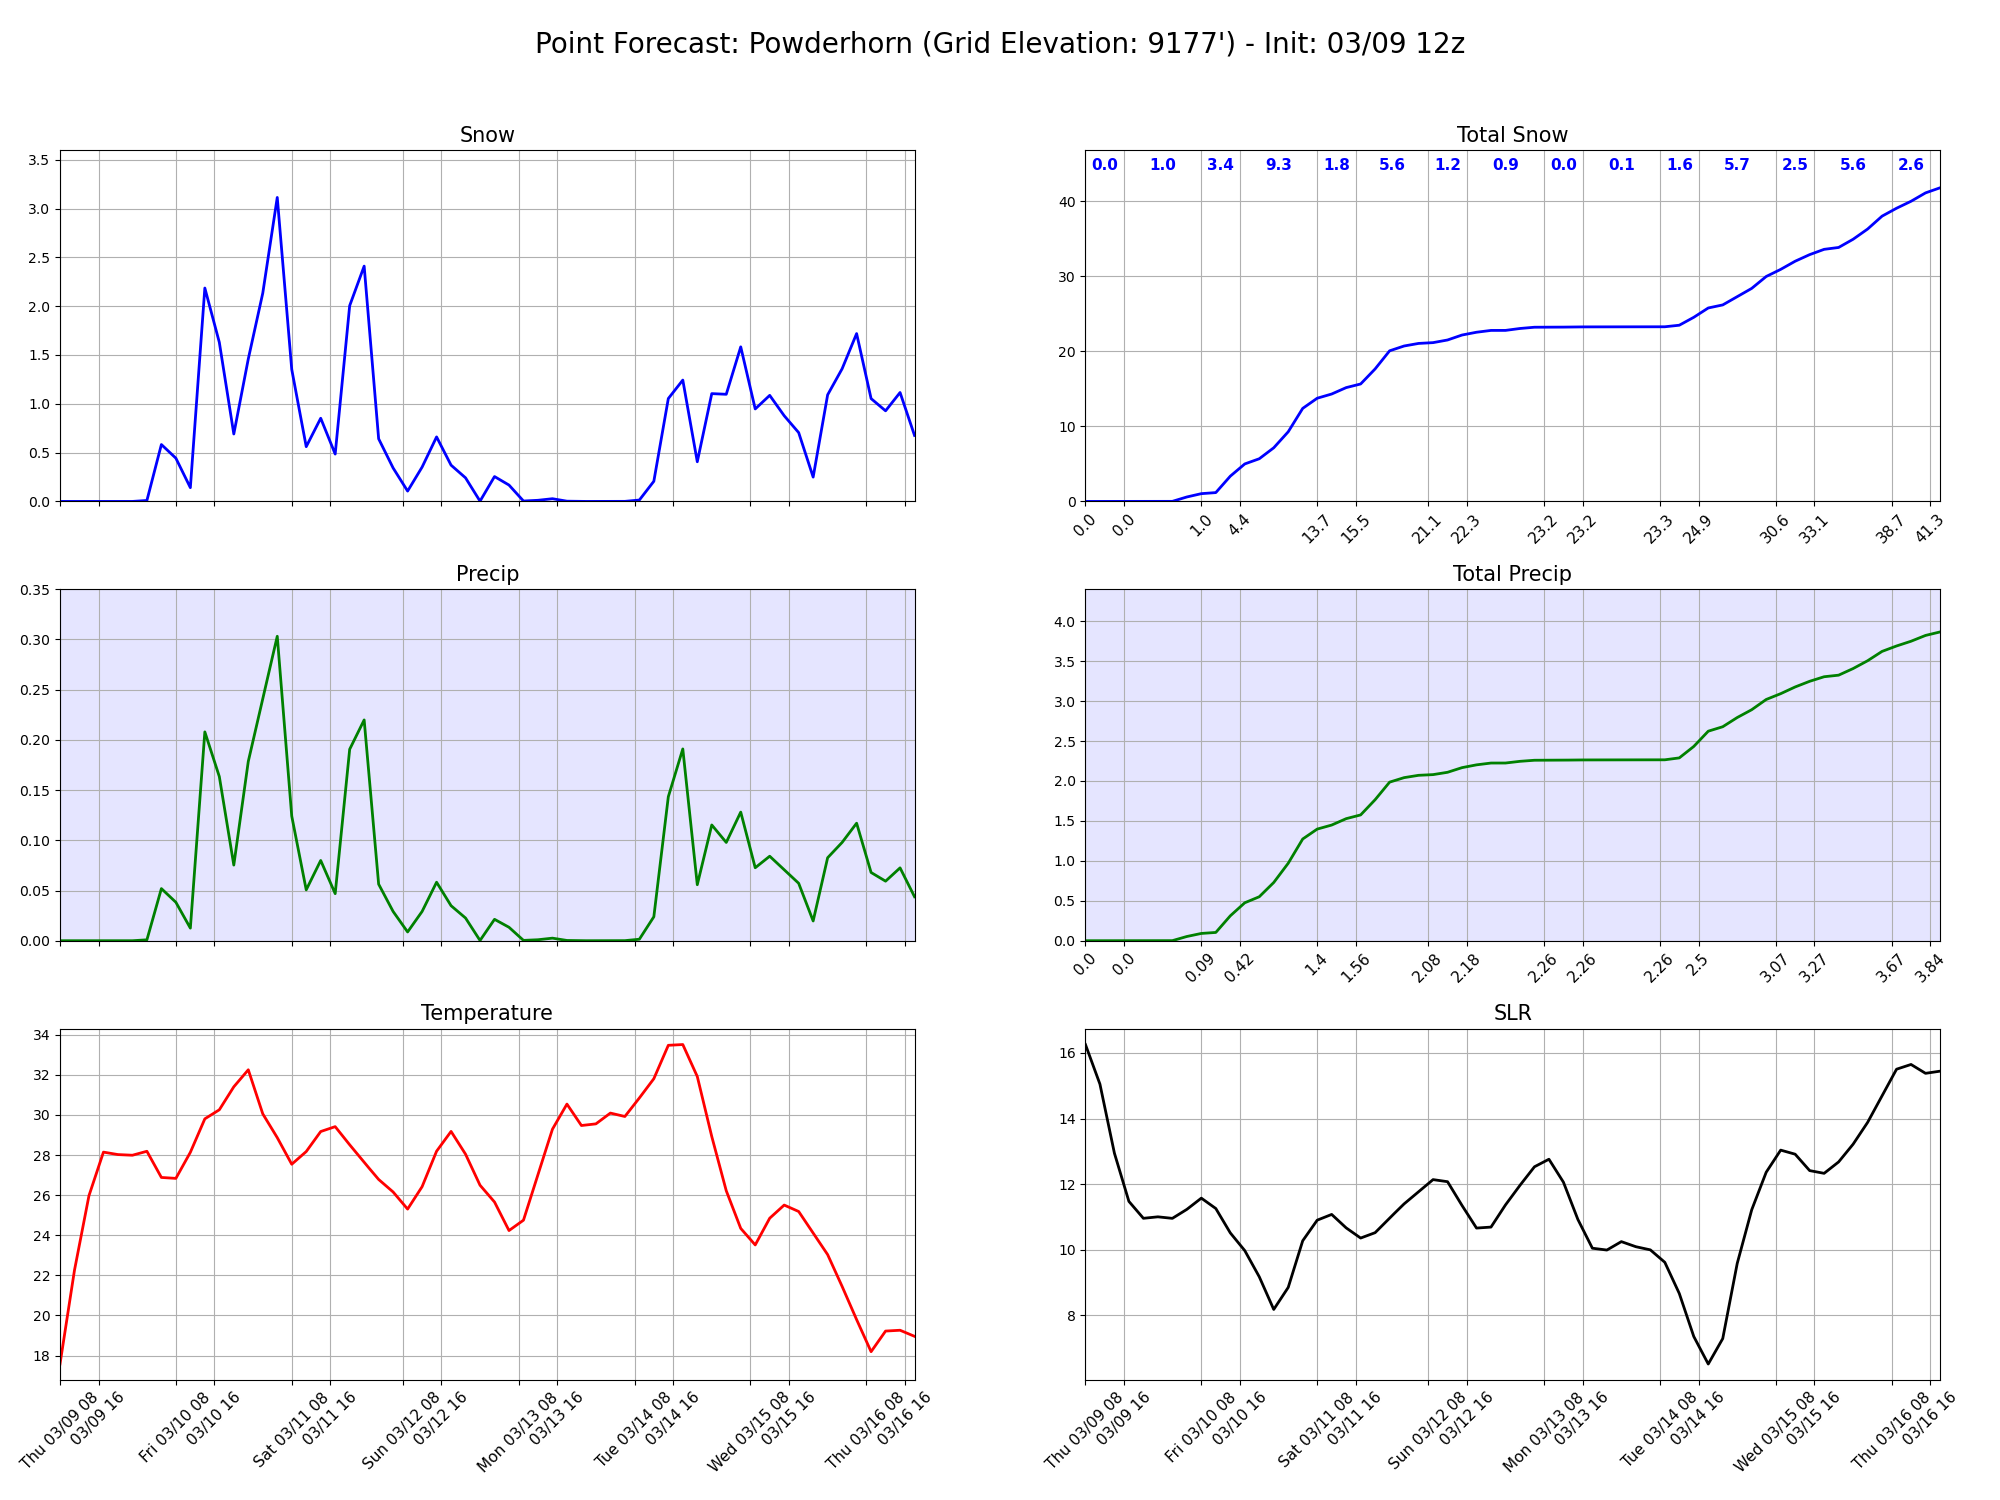 Point Forecast: Powderhorn (Grid Elevation: 9177') - Init: 03/09 12z
Snow
3.5
3.0
2.5
2.0
1.5
1.0
0.5
0.0
Total Snow
0.0 1.0 3.4 9.3 1.8 5.6 1.2 0.9 0.0 0.1 1.6 5.7 2.5 5.6 2.6
40
30
20
10
0
0.0 0.0 1.0 4.4 13.7 15.5 21.1 22.3 23.2 23.2 23.3 24.9 30.6 33.1 38.7 41.3
Precip
0.35
0.30
0.25
0.20
0.15
0.10
0.05
0.00
Total Precip
4.0
3.5
3.0
2.5
2.0
1.5
1.0
0.5
0.0
0.0 0.0 0.09 0.42 1.4 1.56 2.08 2.18 2.26 2.26 2.26 2.5 3.07 3.27 3.67 3.84
Temperature
34
32
30
28
26
24
22
20
18
Thu 03/09 08
03/09 16
Fri 03/10 08
03/10 16
Sat 03/11 08
03/11 16
Sun 03/12 08
03/12 16
Mon 03/13 08
03/13 16
Tue 03/14 08
03/14 16
Wed 03/15 08
03/15 16
Thu 03/16 08
03/16 16
SLR
16
14
12
10
8
Thu 03/09 08
03/09 16
Fri 03/10 08
03/10 16
Sat 03/11 08
03/11 16
Sun 03/12 08
03/12 16
Mon 03/13 08
03/13 16
Tue 03/14 08
03/14 16
Wed 03/15 08
03/15 16
Thu 03/16 08
03/16 16